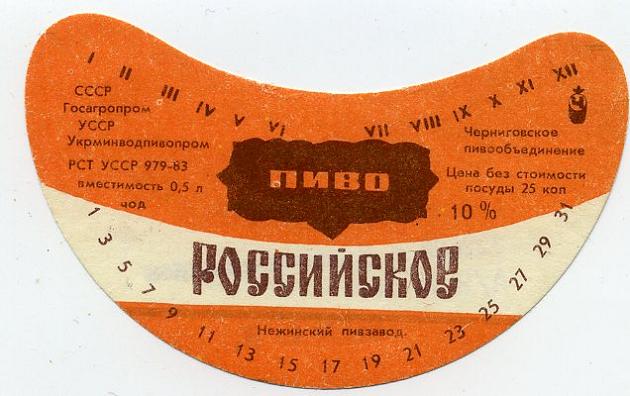 I II III IV V VI VII VIII IX X XI XII
СССР
Госагропром
УССР
Укрминводпивопром
РСТ УССР 979-83
вместимость 0,5 л
чод
Ч
Черниговское
пивообъединение
Цена без стоимости
посуды 25 коп
10 %
ПИВО
РОССИЙСКОЕ
Нежинский пивзавод.
1 3 5 7 9 11 13 15 17 19 21 23 25 27 29 31